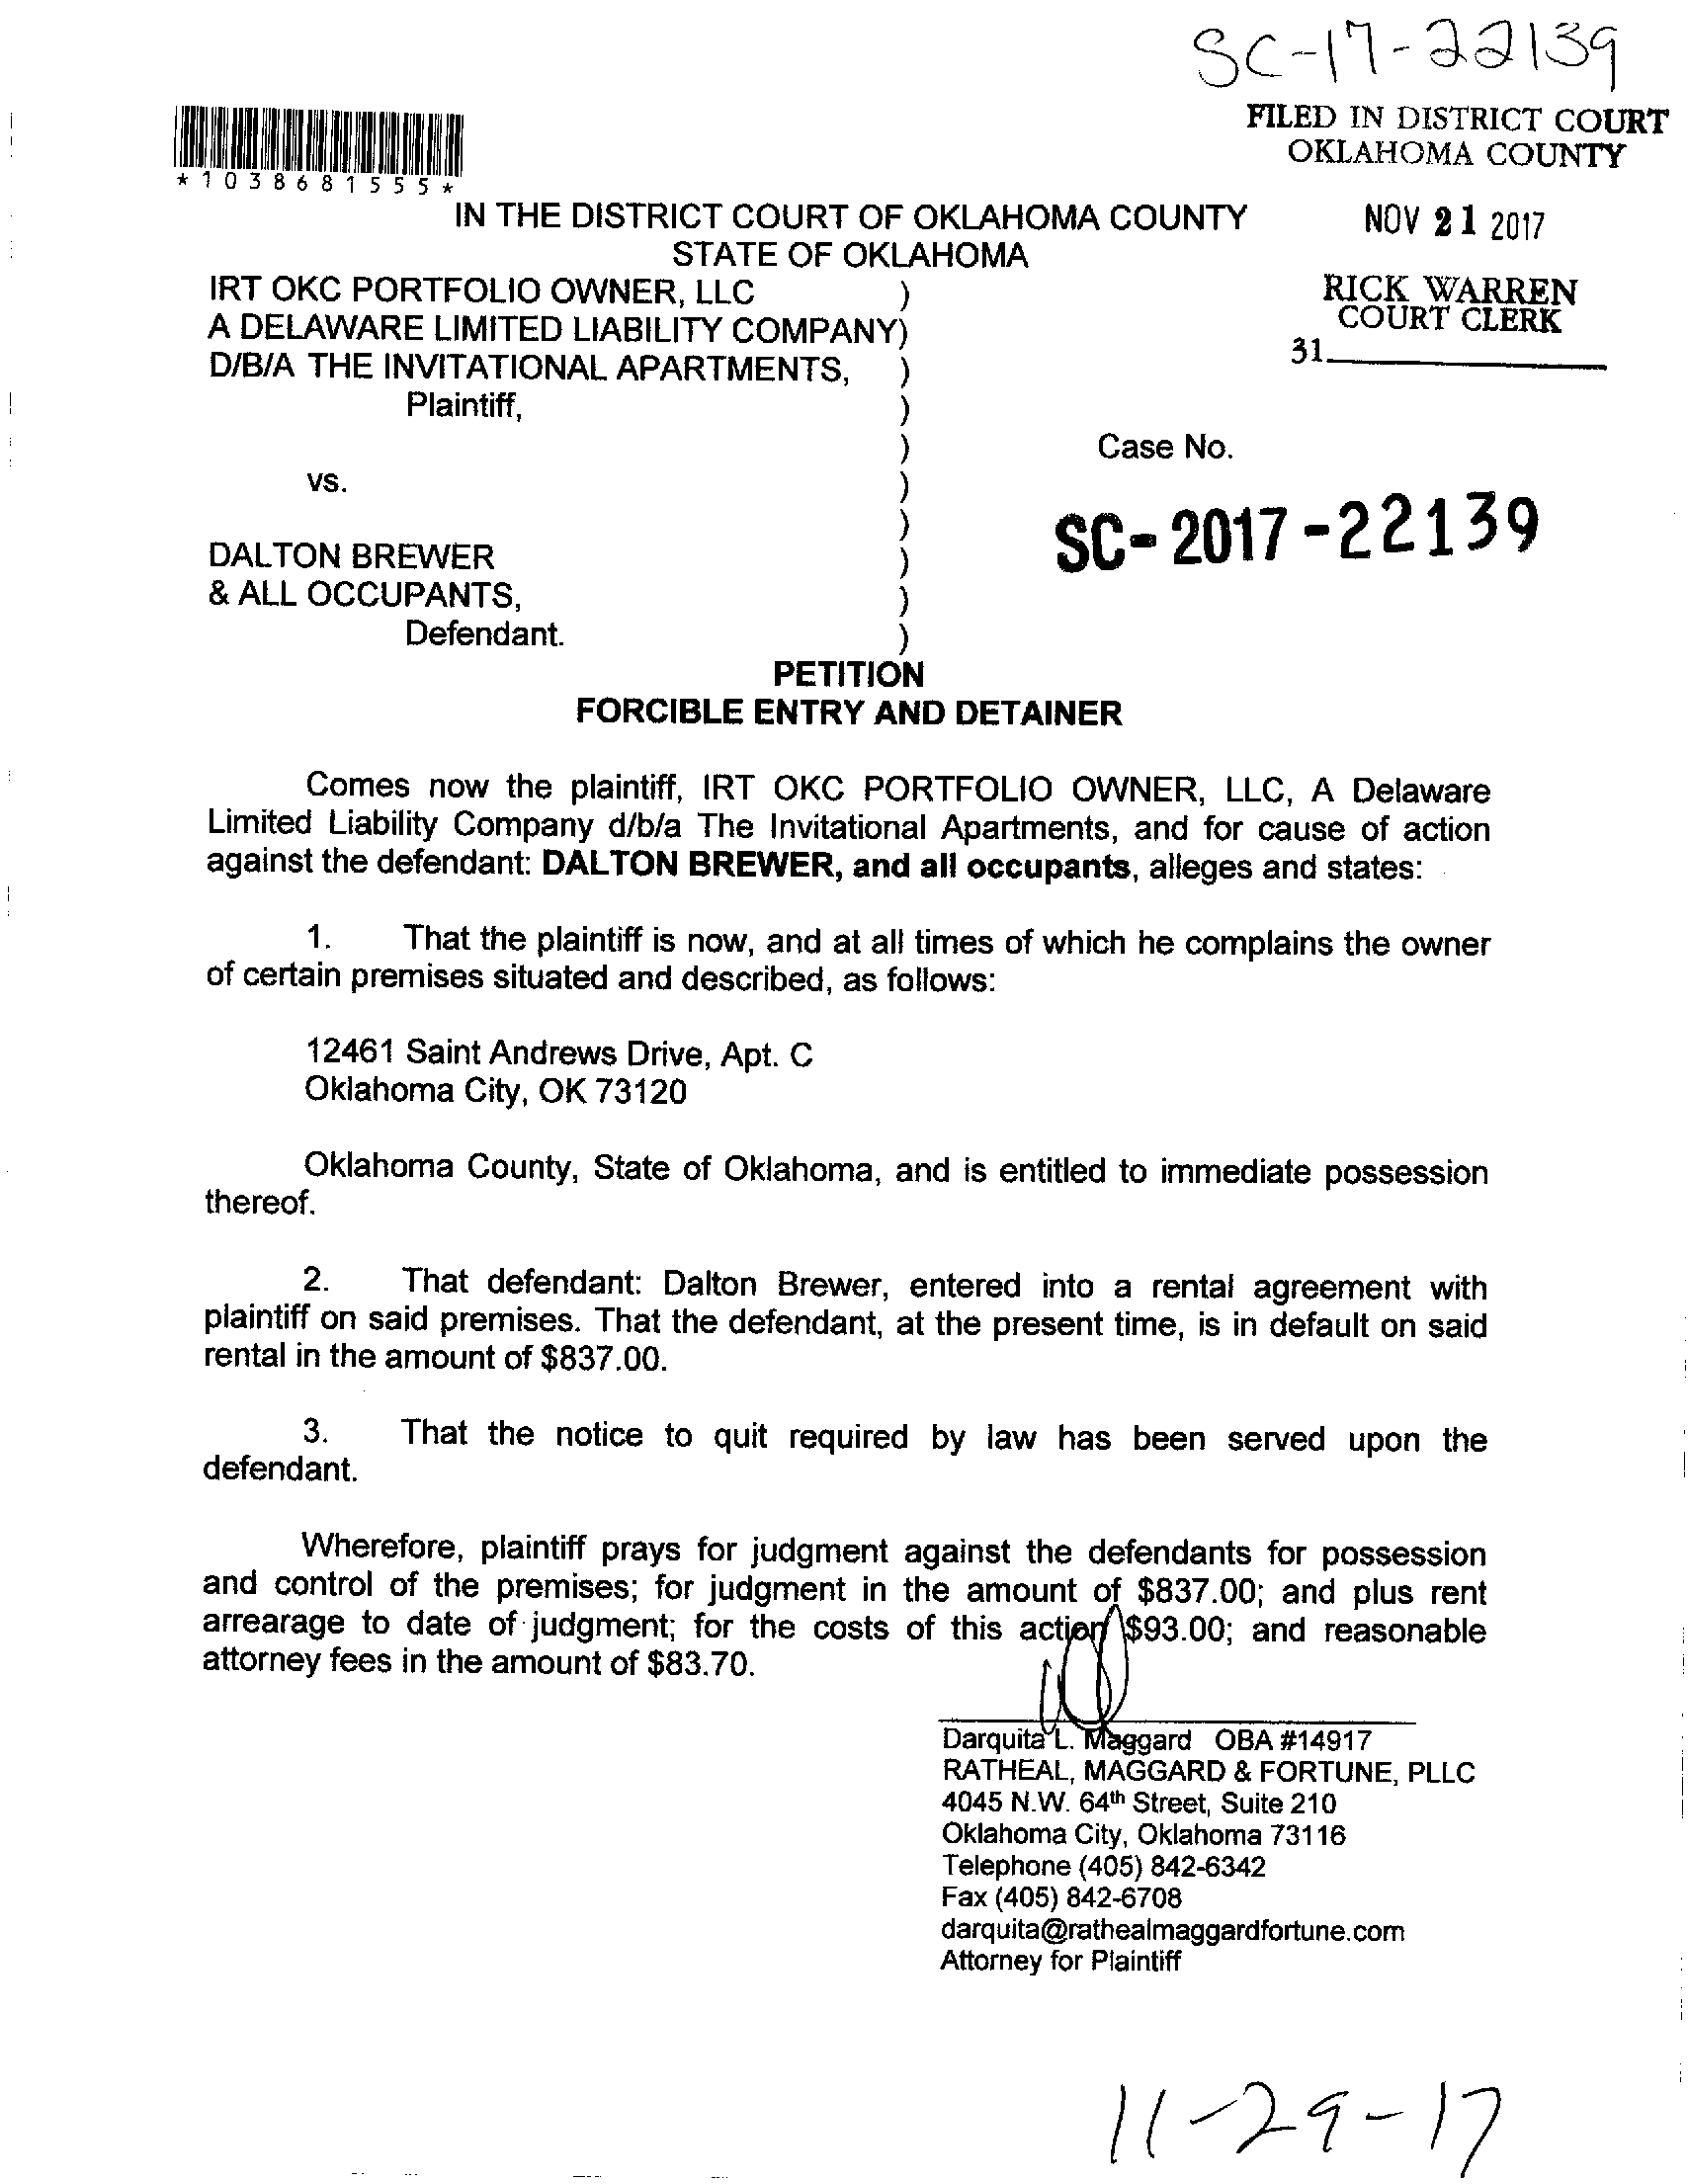 SC-17-22139
FILED IN DISTRICT COURT
OKLAHOMA COUNTY
*1038681555*
IN THE DISTRICT COURT OF OKLAHOMA COUNTY
NOV 21 2017
STATE OF OKLAHOMA
IRT OKC PORTFOLIO OWNER, LLC )
RICK WARREN
A DELAWARE LIMITED LIABILITY COMPANY)
COURT CLERK
D/B/A THE INVITATIONAL APARTMENTS, )
31.
Plaintiff, )
) Case No.
vs. )
) SC-2017-22139
DALTON BREWER )
& ALL OCCUPANTS, )
Defendant. )
PETITION
FORCIBLE ENTRY AND DETAINER
Comes now the plaintiff, IRT OKC PORTFOLIO OWNER, LLC, A Delaware
Limited Liability Company d/b/a The Invitational Apartments, and for cause of action
against the defendant: DALTON BREWER, and all occupants, alleges and states:
1. That the plaintiff is now, and at all times of which he complains the owner
of certain premises situated and described, as follows:
12461 Saint Andrews Drive, Apt. C
Oklahoma City, OK 73120
Oklahoma County, State of Oklahoma, and is entitled to immediate possession
thereof.
2. That defendant: Dalton Brewer, entered into a rental agreement with
plaintiff on said premises. That the defendant, at the present time, is in default on said
rental in the amount of $837.00.
3. That the notice to quit required by law has been served upon the
defendant.
Wherefore, plaintiff prays for judgment against the defendants for possession
and control of the premises; for judgment in the amount of $837.00; and plus rent
arrearage to date of judgment; for the costs of this action $93.00; and reasonable
attorney fees in the amount of $83.70.
Darquita L. Maggard OBA #14917
RATHEAL, MAGGARD & FORTUNE, PLLC
4045 N.W. 64th Street, Suite 210
Oklahoma City, Oklahoma 73116
Telephone (405) 842-6342
Fax (405) 842-6708
darquita@rathealmaggardfortune.com
Attorney for Plaintiff
11-29-17